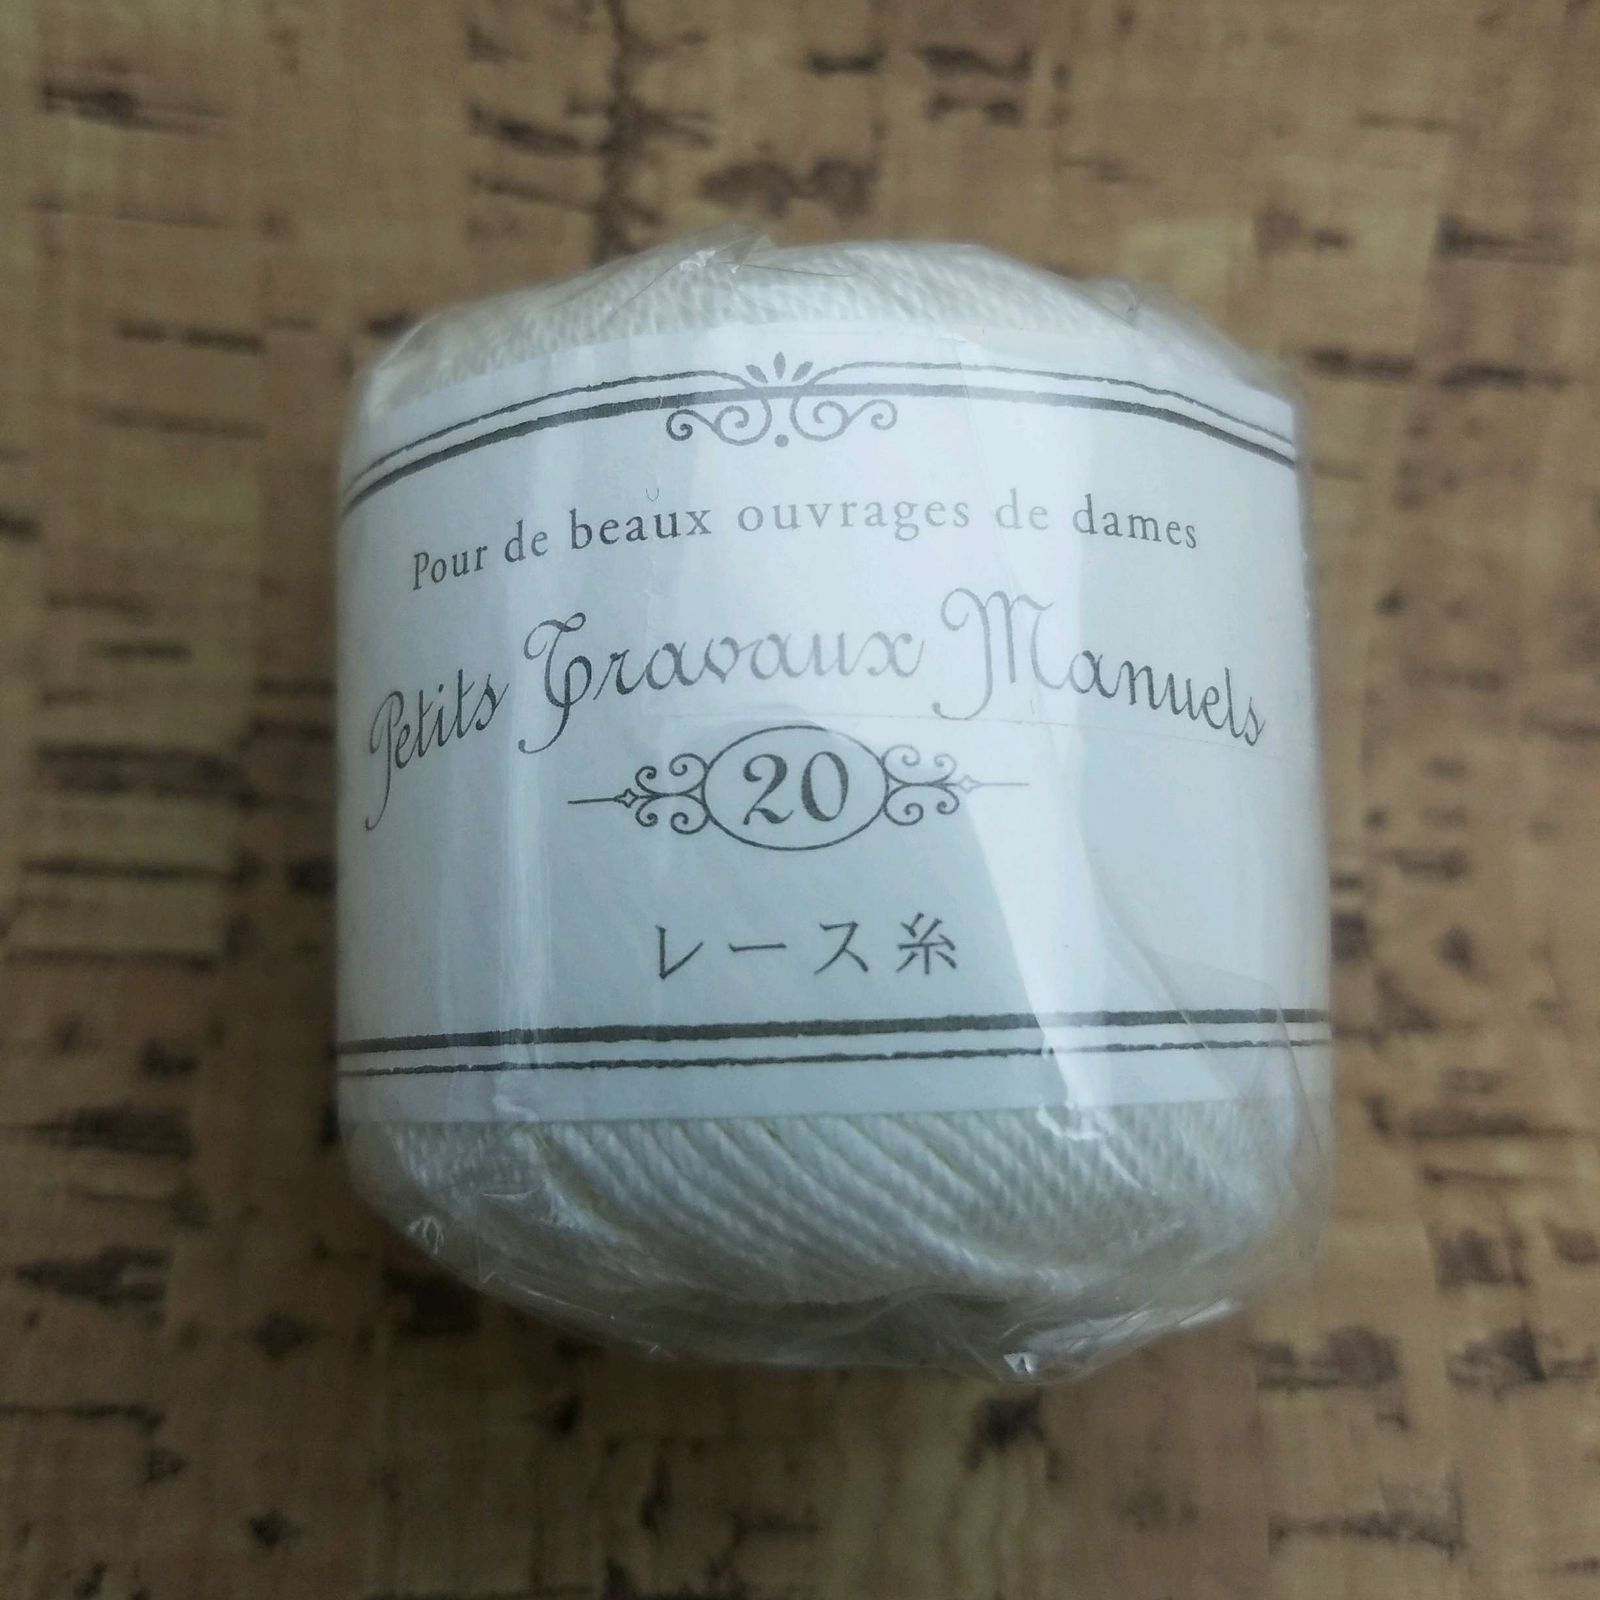 Pour de beaux ouvrages de dames
Petits Travaux Manuels
20
レース糸